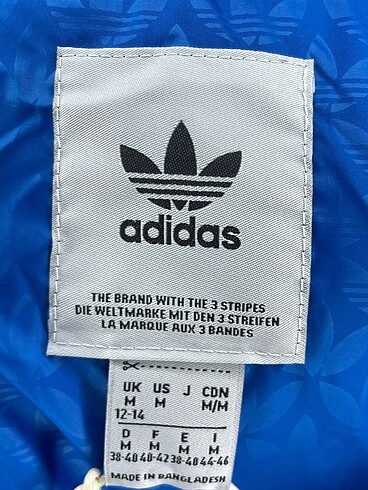 adidas
THE BRAND WITH THE 3 STRIPES
DIE WELTMARKE MIT DEN 3 STREIFEN
LA MARQUE AUX 3 BANDES
UK US J CDN
M M M/M
12-14
D F E I
M M M M
38-40 40-42 38-40 44-46
MADE IN BANGLADESH